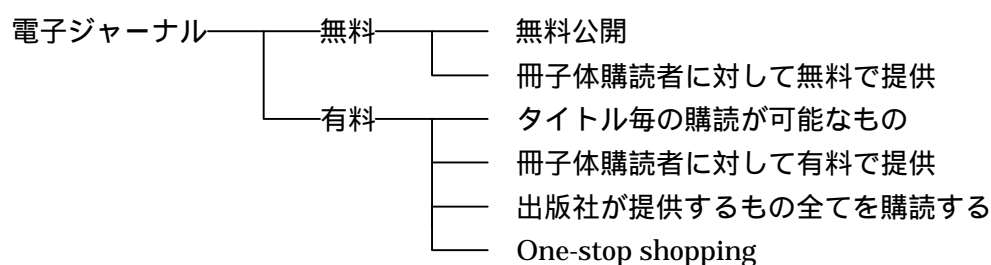 電子ジャーナル 無料 無料公開
冊子体購読者に対して無料で提供
有料 タイトル毎の購読が可能なもの
冊子体購読者に対して有料で提供
出版社が提供するもの全てを購読する
One-stop shopping